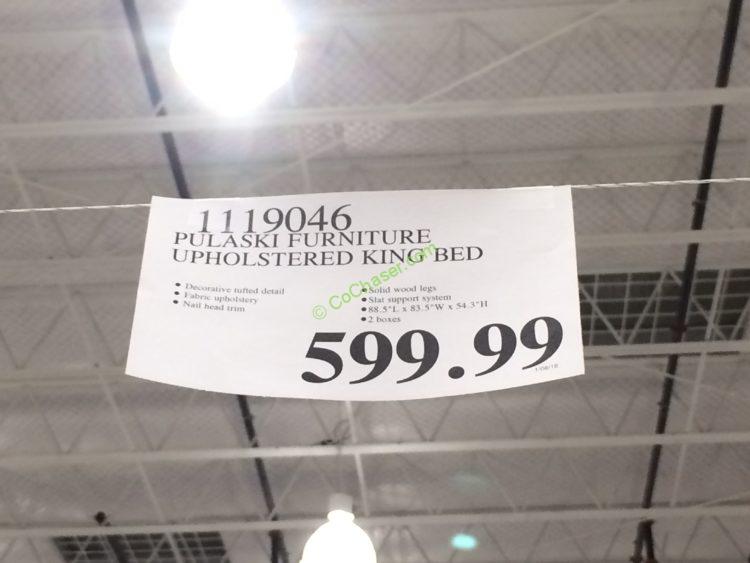 1119046
PULASKI FURNITURE
UPHOLSTERED KING BED
• Decorative tufted detail
• Fabric upholstery
• Nail head trim
• Solid wood legs
• Slat support system
• 88.5"L x 83.5"W x 54.3"H
• 2 boxes
© CoChaser.com
599.99
1/08/18